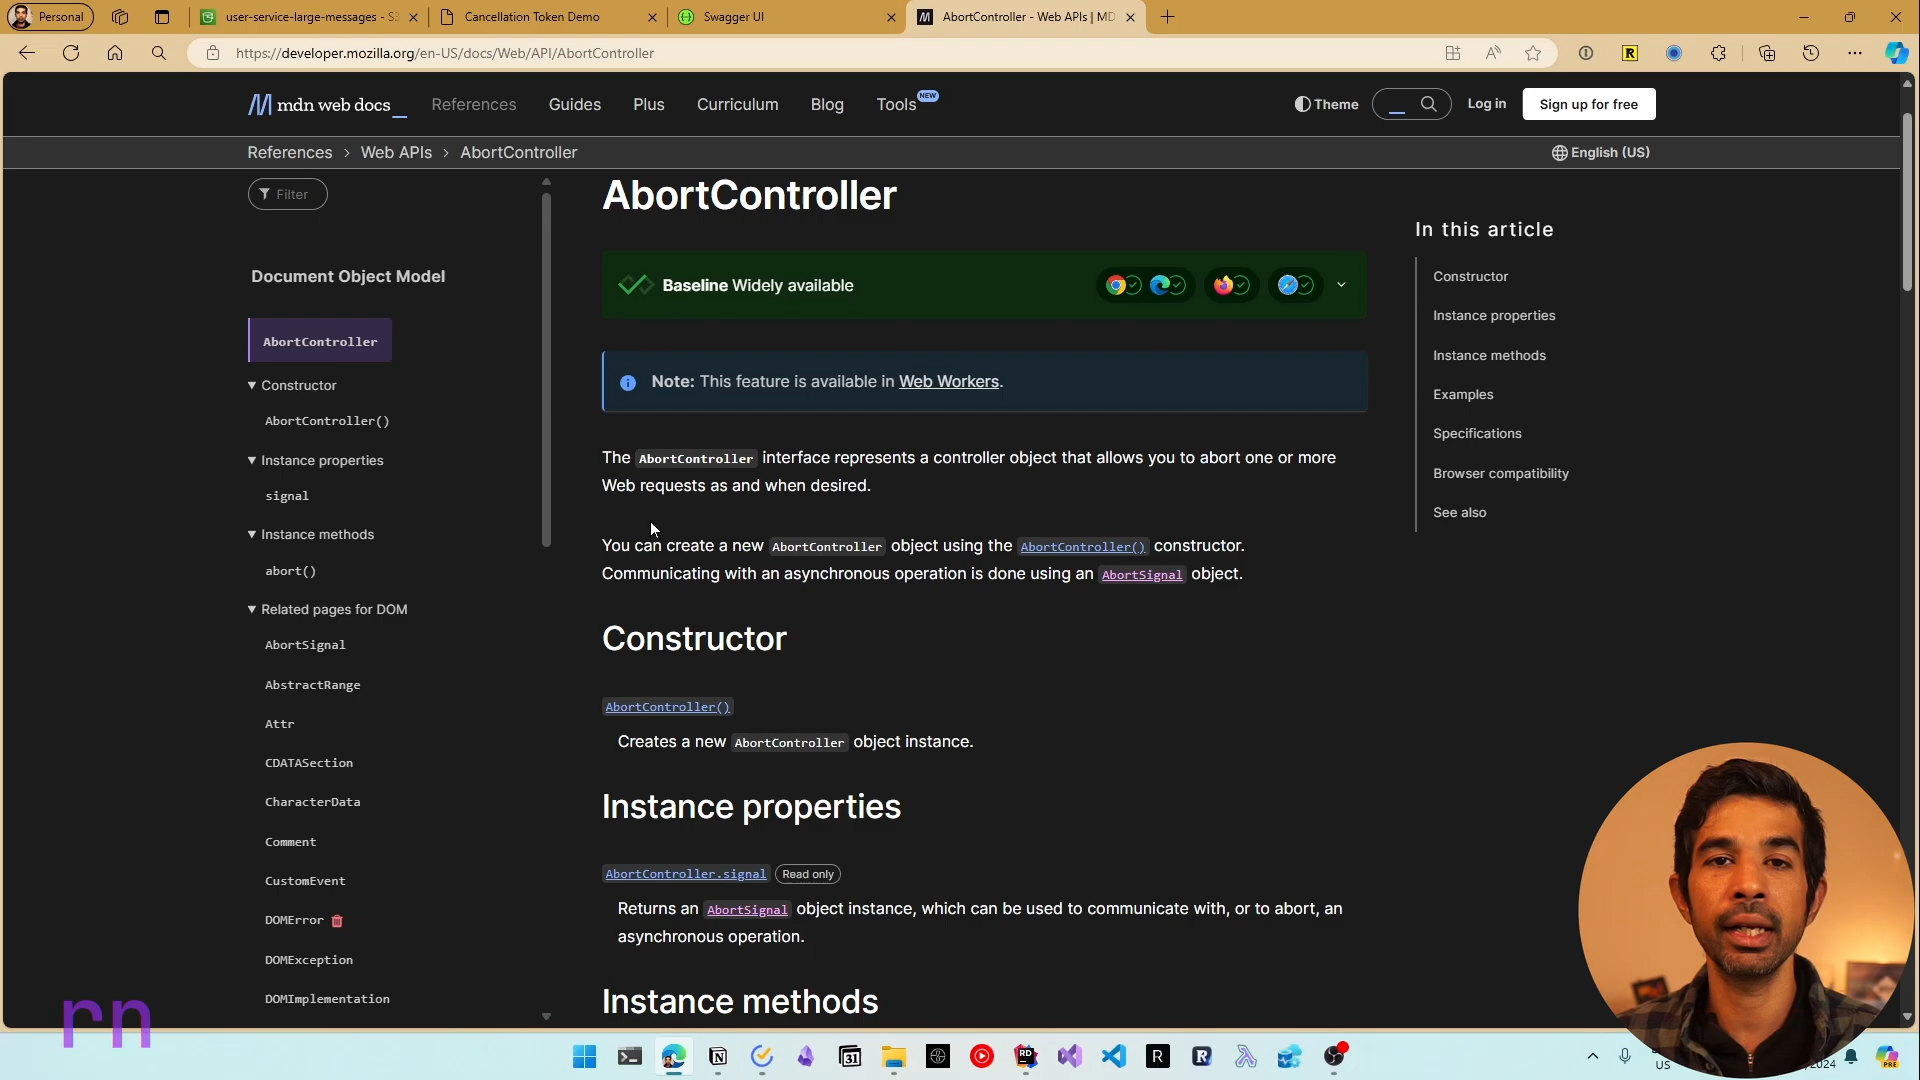 Personal
user-service-large-messages - S3
Cancellation Token Demo
Swagger UI
AbortController - Web APIs | MD
https://developer.mozilla.org/en-US/docs/Web/API/AbortController
mdn web docs_
References
Guides
Plus
Curriculum
Blog
Tools
NEW
Theme
Log in
Sign up for free
References > Web APIs > AbortController
English (US)
Filter
Document Object Model
AbortController
Constructor
AbortController()
Instance properties
signal
Instance methods
abort()
Related pages for DOM
AbortSignal
AbstractRange
Attr
CDATASection
CharacterData
Comment
CustomEvent
DOMError
DOMException
DOMImplementation
AbortController
Baseline Widely available
Note: This feature is available in Web Workers.
The AbortController interface represents a controller object that allows you to abort one or more
Web requests as and when desired.
You can create a new AbortController object using the AbortController() constructor.
Communicating with an asynchronous operation is done using an AbortSignal object.
Constructor
AbortController()
Creates a new AbortController object instance.
Instance properties
AbortController.signal Read only
Returns an AbortSignal object instance, which can be used to communicate with, or to abort, an
asynchronous operation.
Instance methods
In this article
Constructor
Instance properties
Instance methods
Examples
Specifications
Browser compatibility
See also
rn
31
RD
R
R
US
2024
PRE